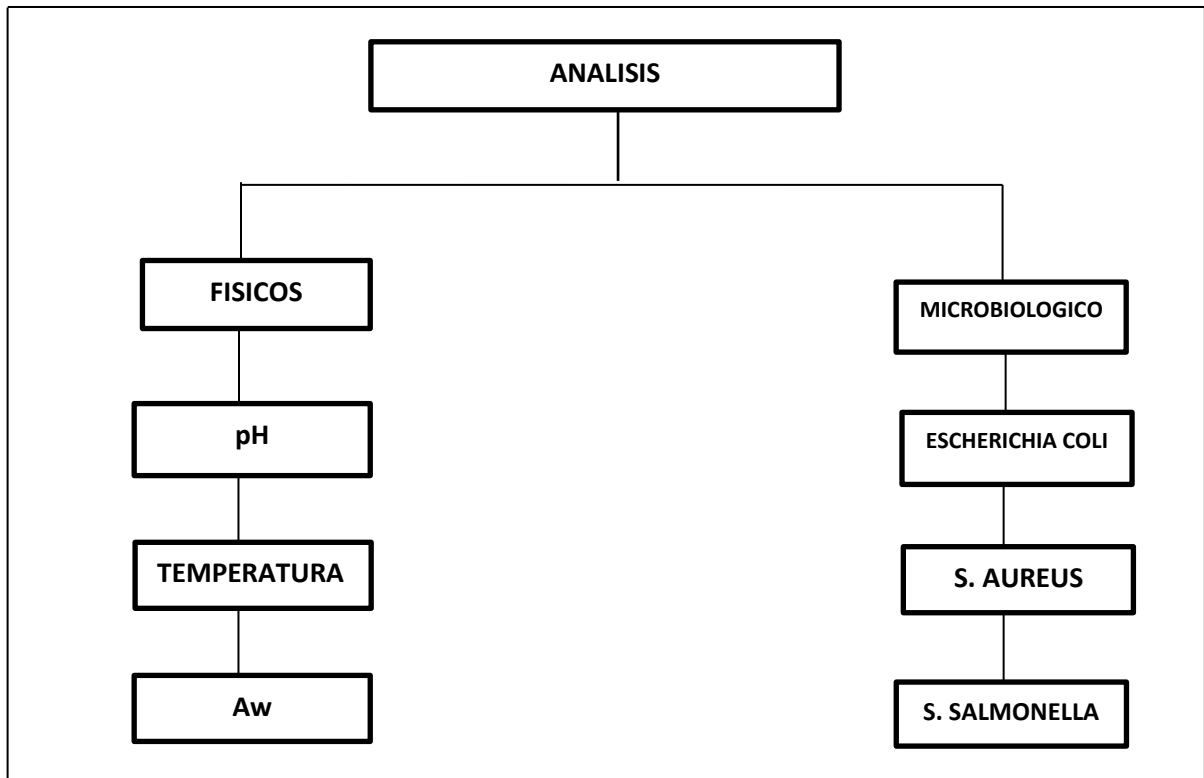 ANALISIS
FISICOS
pH
TEMPERATURA
Aw
MICROBIOLOGICO
ESCHERICHIA COLI
S. AUREUS
S. SALMONELLA